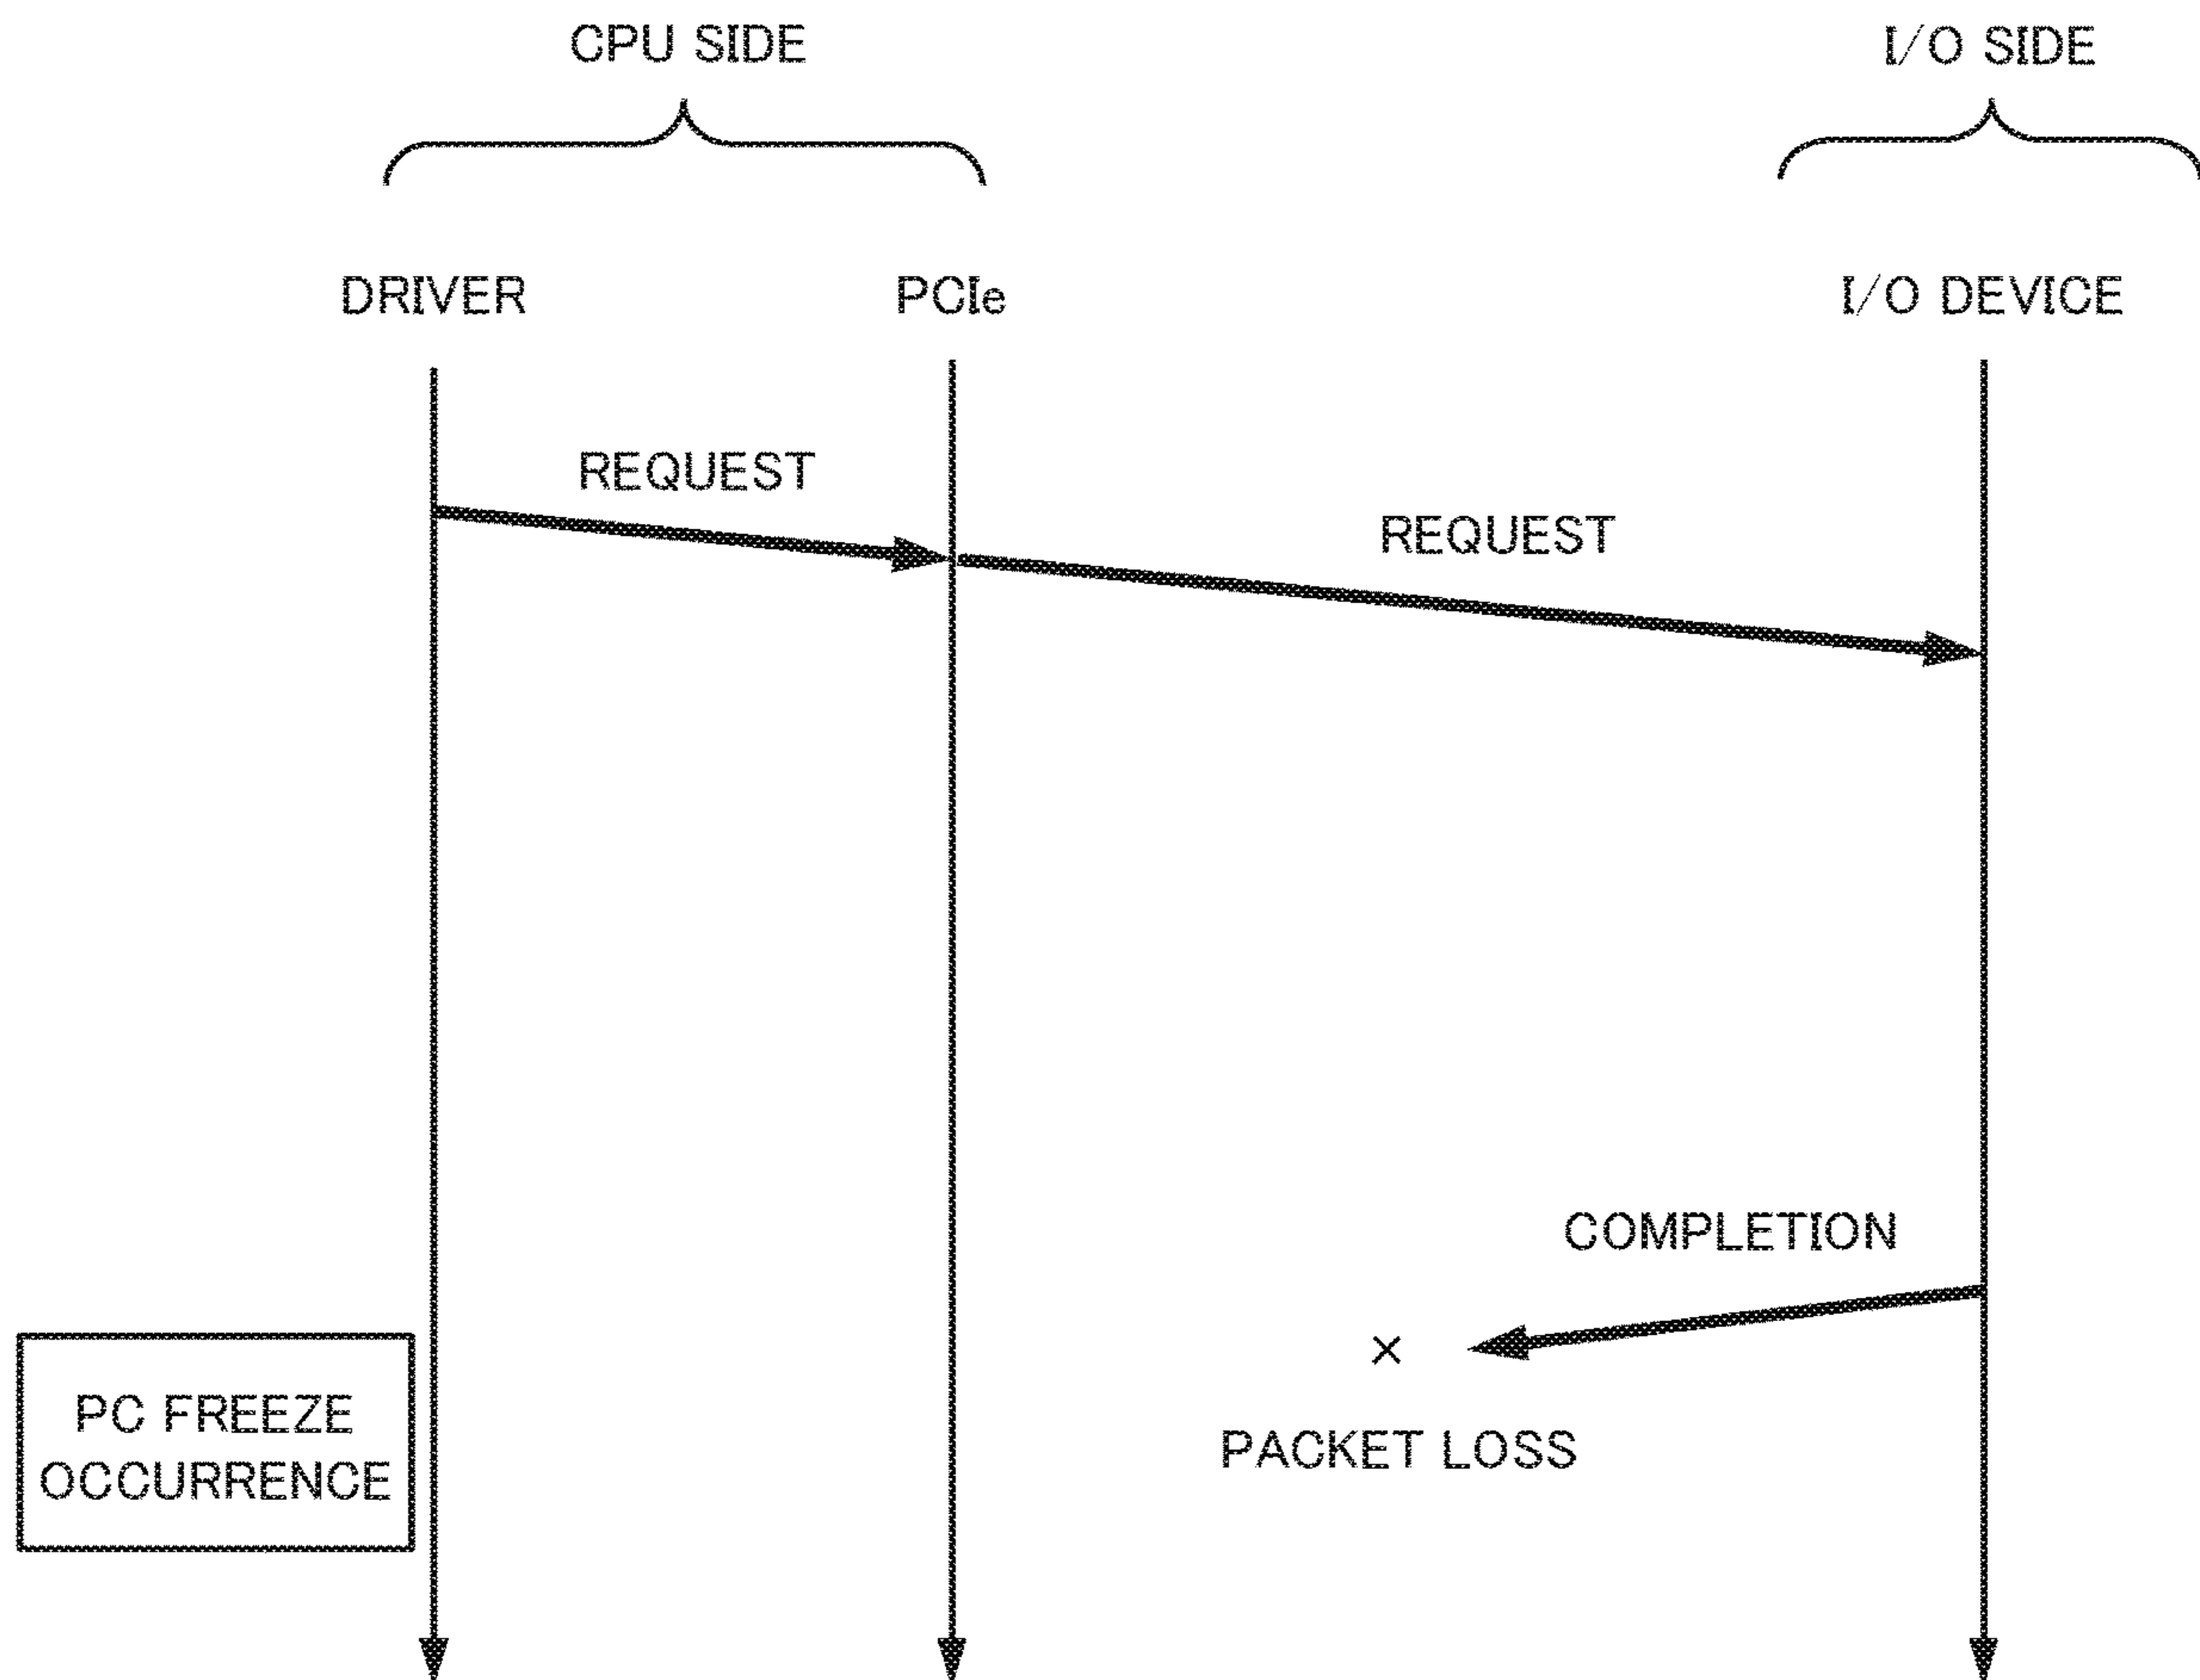 CPU SIDE
I/O SIDE
DRIVER
PCIe
I/O DEVICE
REQUEST
REQUEST
COMPLETION
×
PACKET LOSS
PC FREEZE
OCCURRENCE